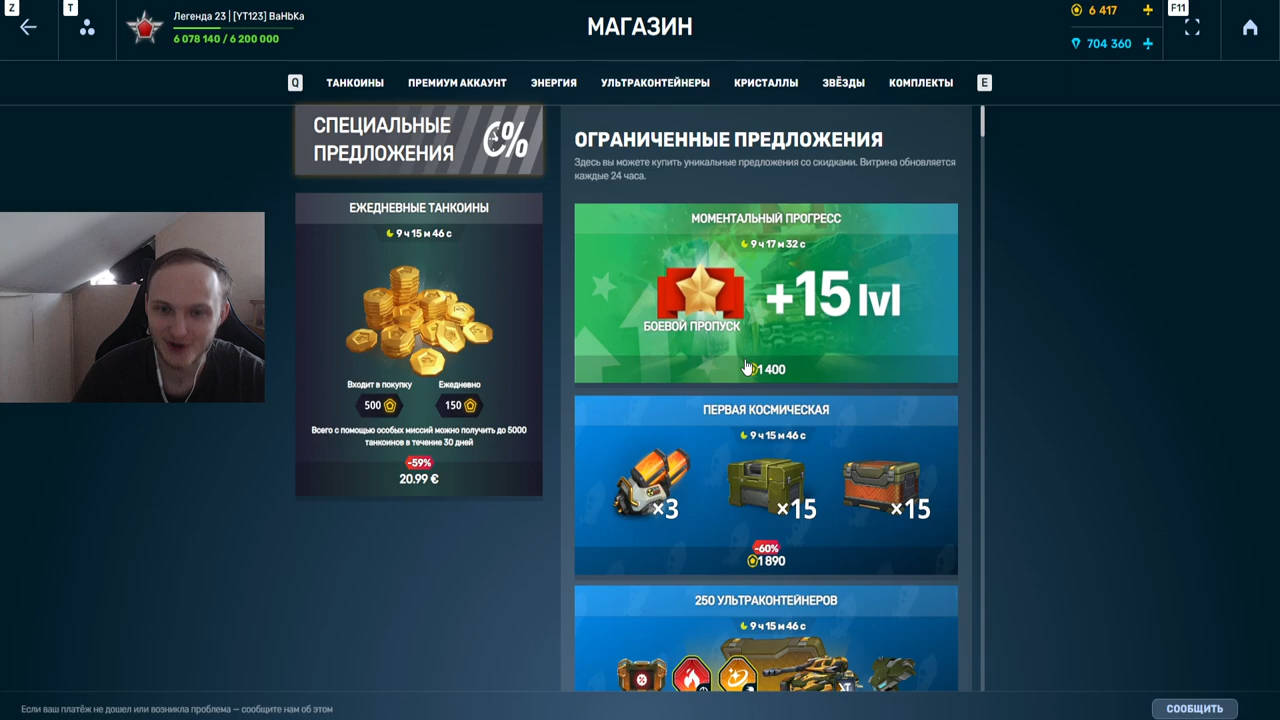 Z
T
Легенда 23 | [YT123] ВаНЬКа
6 078 140 / 6 200 000
МАГАЗИН
6 417
704 360
F11
Q
ТАНКОИНЫ
ПРЕМИУМ АККАУНТ
ЭНЕРГИЯ
УЛЬТРАКОНТЕЙНЕРЫ
КРИСТАЛЛЫ
ЗВЁЗДЫ
КОМПЛЕКТЫ
E
СПЕЦИАЛЬНЫЕ
ПРЕДЛОЖЕНИЯ
%
ЕЖЕДНЕВНЫЕ ТАНКОИНЫ
9 ч 15 м 46 с
Входит в покупку
Ежедневно
500
150
Всего с помощью особых миссий можно получить до 5000
танкоинов в течение 30 дней
-59%
20.99 €
ОГРАНИЧЕННЫЕ ПРЕДЛОЖЕНИЯ
Здесь вы можете купить уникальные предложения со скидками. Витрина обновляется
каждые 24 часа.
МОМЕНТАЛЬНЫЙ ПРОГРЕСС
9 ч 17 м 32 с
+15 lvl
БОЕВОЙ ПРОПУСК
1 400
ПЕРВАЯ КОСМИЧЕСКАЯ
9 ч 15 м 46 с
×3
×15
×15
-60%
1 890
250 УЛЬТРАКОНТЕЙНЕРОВ
9 ч 15 м 46 с
XT
Если ваш платёж не дошел или возникла проблема — сообщите нам об этом
СООБЩИТЬ